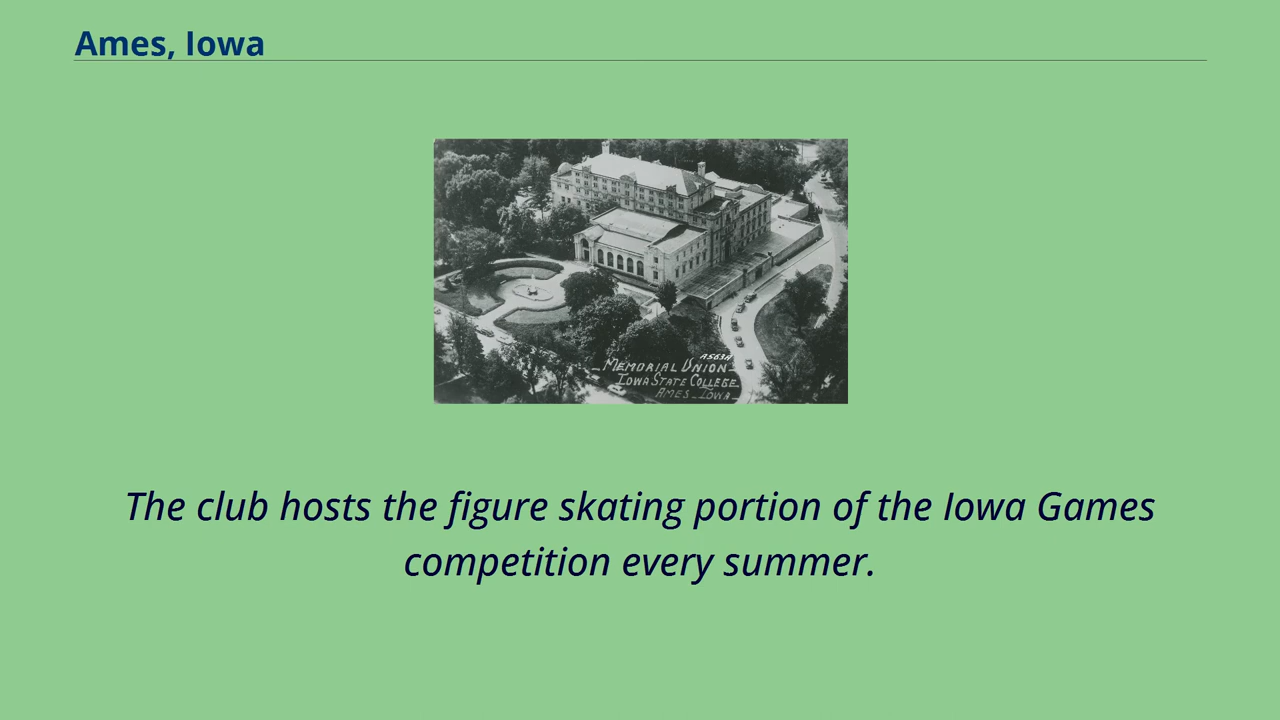 Ames, Iowa
A563A
Memorial Union
Iowa State College
Ames - Iowa
The club hosts the figure skating portion of the Iowa Games
competition every summer.